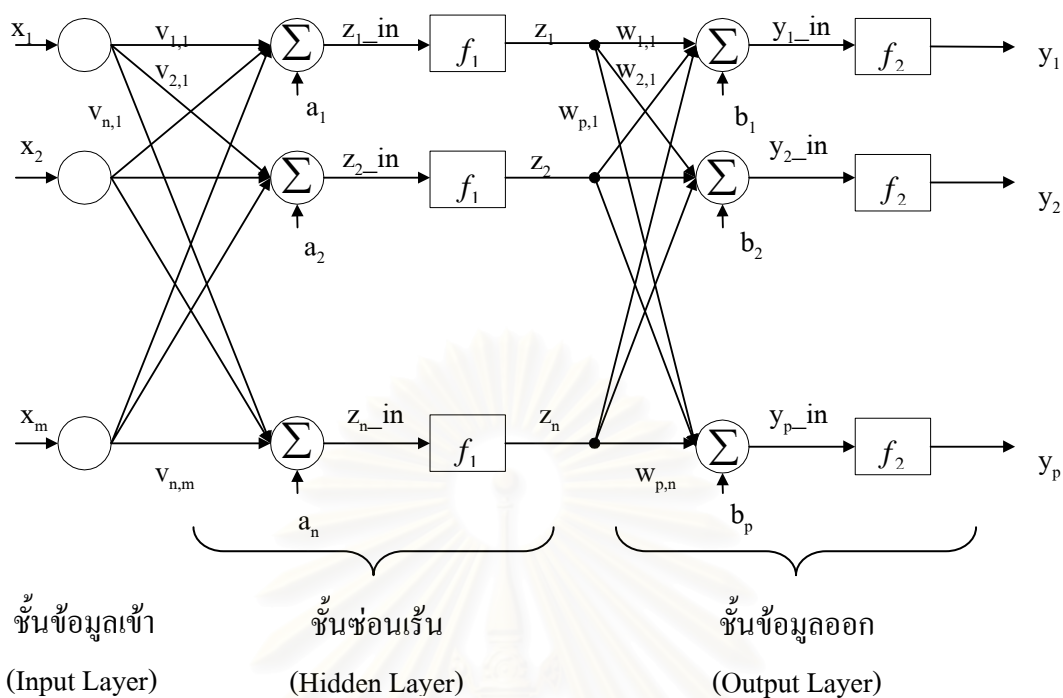 x₁ v₁,₁ Σ z₁_in f₁ z₁ w₁,₁ Σ y₁_in f₂ y₁
v₂,₁ w₂,₁
vₙ,₁ a₁ wₚ,₁ b₁
x₂ Σ z₂_in f₁ z₂ Σ y₂_in f₂ y₂
a₂ b₂
xₘ Σ zₙ_in f₁ zₙ Σ yₚ_in f₂ yₚ
vₙ,ₘ wₚ,ₙ
aₙ bₚ
ชั้นข้อมูลเข้า ชั้นซ่อนเร้น ชั้นข้อมูลออก
(Input Layer) (Hidden Layer) (Output Layer)